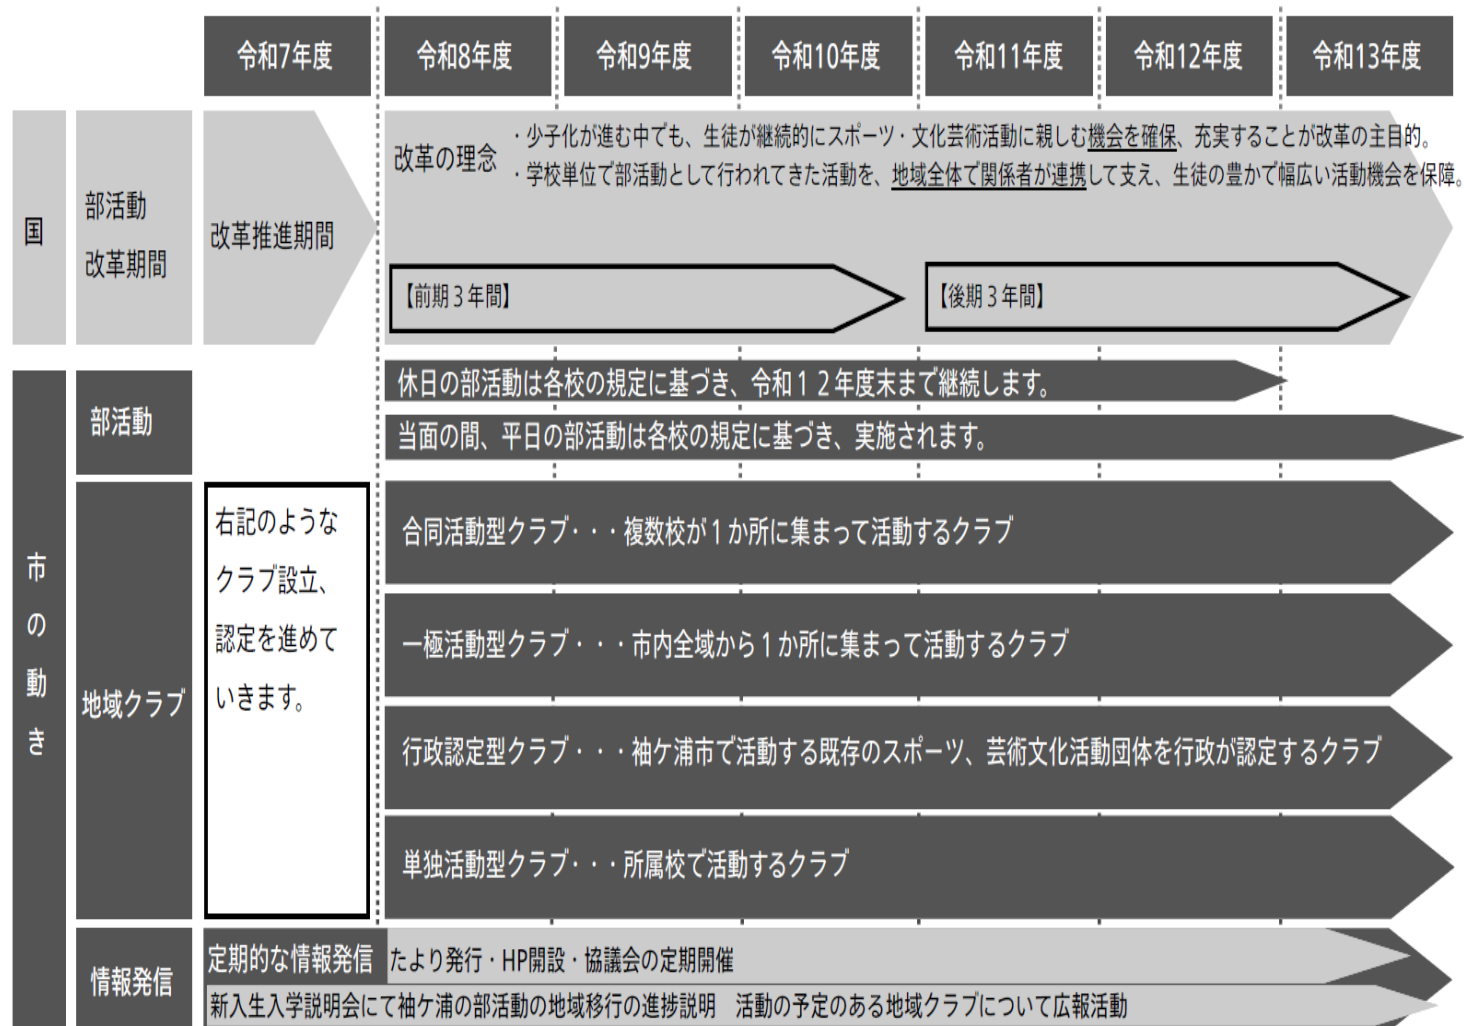 令和7年度
令和8年度
令和9年度
令和10年度
令和11年度
令和12年度
令和13年度
国
部活動
改革期間
改革推進期間
改革の理念
・少子化が進む中でも、生徒が継続的にスポーツ・文化芸術活動に親しむ機会を確保、充実することが改革の主目的。
・学校単位で部活動として行われてきた活動を、地域全体で関係者が連携して支え、生徒の豊かで幅広い活動機会を保障。
【前期３年間】
【後期３年間】
市の動き
部活動
休日の部活動は各校の規定に基づき、令和１２年度末まで継続します。
当面の間、平日の部活動は各校の規定に基づき、実施されます。
地域クラブ
右記のような
クラブ設立、
認定を進めて
いきます。
合同活動型クラブ・・・複数校が１か所に集まって活動するクラブ
一極活動型クラブ・・・市内全域から１か所に集まって活動するクラブ
行政認定型クラブ・・・袖ケ浦市で活動する既存のスポーツ、芸術文化活動団体を行政が認定するクラブ
単独活動型クラブ・・・所属校で活動するクラブ
情報発信
定期的な情報発信 たより発行・HP開設・協議会の定期開催
新入生入学説明会にて袖ケ浦の部活動の地域移行の進捗説明　活動の予定のある地域クラブについて広報活動